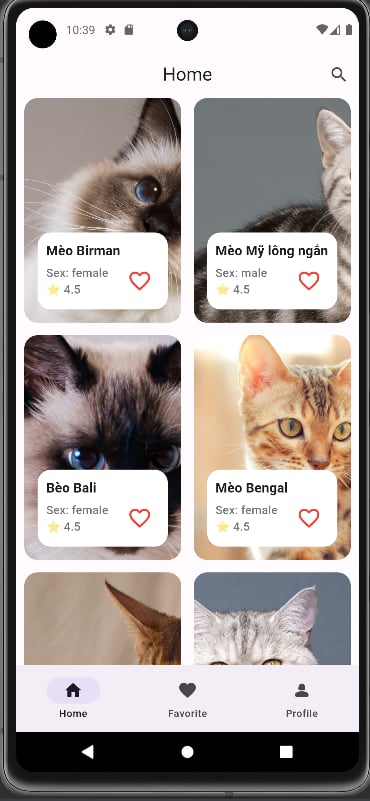 10:39
Home
Mèo Birman
Sex: female
4.5
Mèo Mỹ lông ngắn
Sex: male
4.5
Bèo Bali
Sex: female
4.5
Mèo Bengal
Sex: female
4.5
Home
Favorite
Profile